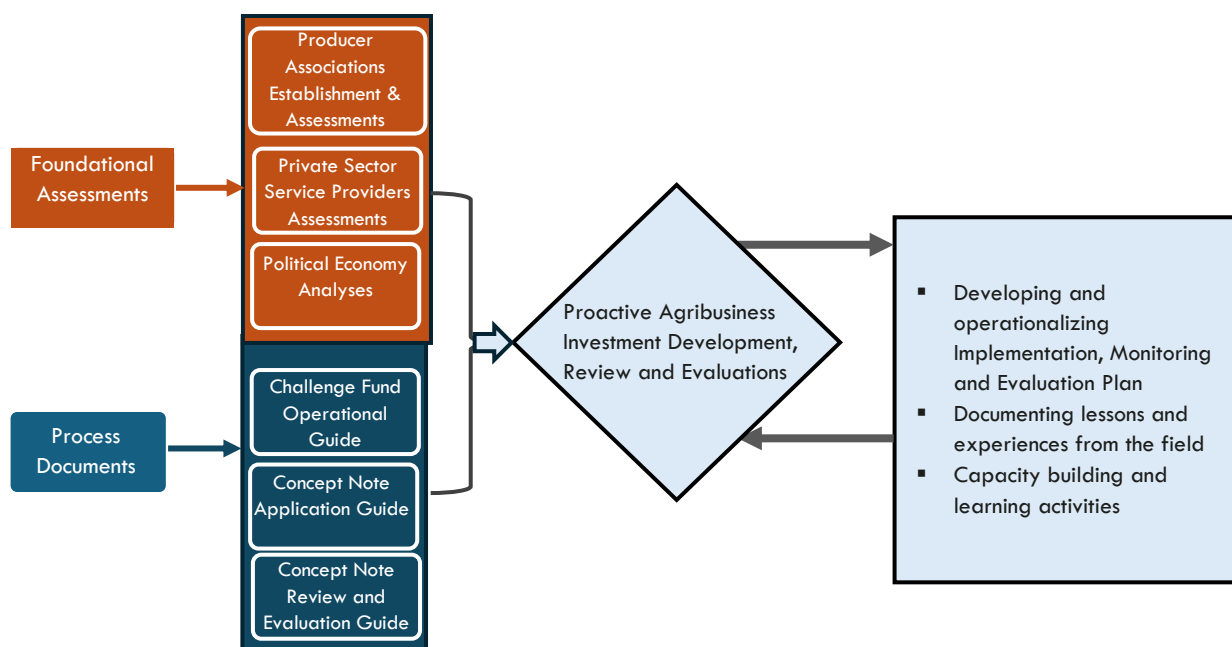 Foundational
Assessments
Producer
Associations
Establishment &
Assessments
Private Sector
Service Providers
Assessments
Political Economy
Analyses
Process
Documents
Challenge Fund
Operational
Guide
Concept Note
Application Guide
Concept Note
Review and
Evaluation Guide
Proactive Agribusiness
Investment Development,
Review and Evaluations
▪ Developing and
operationalizing
Implementation, Monitoring
and Evaluation Plan
▪ Documenting lessons and
experiences from the field
▪ Capacity building and
learning activities